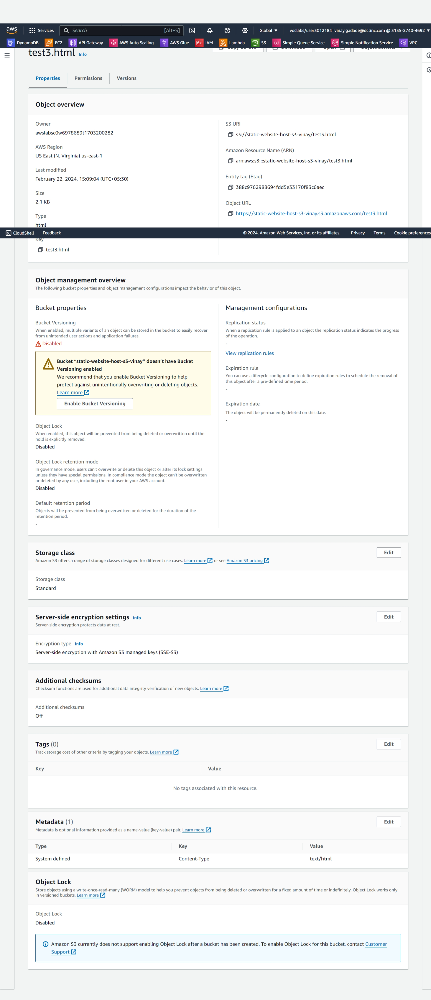 aws
Services
Search
[Alt+S]
Global
voclabs/user3012184=vinay.gadade@dctinc.com @ 3135-2740-4692
DynamoDB
EC2
API Gateway
AWS Auto Scaling
AWS Glue
IAM
Lambda
S3
Simple Queue Service
Simple Notification Service
VPC
test3.html Info
Properties
Permissions
Versions
Object overview
Owner
awslabsc0w6978689t1703200282
AWS Region
US East (N. Virginia) us-east-1
Last modified
February 22, 2024, 15:09:04 (UTC+05:30)
Size
2.1 KB
Type
html
S3 URI
s3://static-website-host-s3-vinay/test3.html
Amazon Resource Name (ARN)
arn:aws:s3:::static-website-host-s3-vinay/test3.html
Entity tag (Etag)
388c9762988694fdd5e33170f83c6aec
Object URL
https://static-website-host-s3-vinay.s3.amazonaws.com/test3.html
CloudShell
Feedback
© 2024, Amazon Web Services, Inc. or its affiliates.
Privacy
Terms
Cookie preferences
Key
test3.html
Object management overview
The following bucket properties and object management configurations impact the behavior of this object.
Bucket properties
Bucket Versioning
When enabled, multiple variants of an object can be stored in the bucket to easily recover
from unintended user actions and application failures.
Disabled
Bucket “static-website-host-s3-vinay” doesn’t have Bucket
Versioning enabled
We recommend that you enable Bucket Versioning to help
protect against unintentionally overwriting or deleting objects.
Learn more
Enable Bucket Versioning
Object Lock
When enabled, this object will be prevented from being deleted or overwritten until the
hold is explicitly removed.
Disabled
Object Lock retention mode
In governance mode, users can't overwrite or delete this object or alter its lock settings
unless they have special permissions. In compliance mode the object can't be overwritten
or deleted by any user, including the root user in your AWS account.
Disabled
Default retention period
Objects will be prevented from being overwritten or deleted for the duration of the
retention period.
-
Management configurations
Replication status
When a replication rule is applied to an object the replication status indicates the progress
of the operation.
-
View replication rules
Expiration rule
You can use a lifecycle configuration to define expiration rules to schedule the removal of
this object after a pre-defined time period.
-
Expiration date
The object will be permanently deleted on this date.
-
Storage class
Edit
Amazon S3 offers a range of storage classes designed for different use cases. Learn more or see Amazon S3 pricing
Storage class
Standard
Server-side encryption settings Info
Edit
Server-side encryption protects data at rest.
Encryption type Info
Server-side encryption with Amazon S3 managed keys (SSE-S3)
Additional checksums
Checksum functions are used for additional data integrity verification of new objects. Learn more
Additional checksums
Off
Tags (0)
Edit
Track storage cost of other criteria by tagging your objects. Learn more
Key
Value
No tags associated with this resource.
Metadata (1)
Edit
Metadata is optional information provided as a name-value (key-value) pair. Learn more
Type
Key
Value
System defined
Content-Type
text/html
Object Lock
Store objects using a write-once-read-many (WORM) model to help you prevent objects from being deleted or overwritten for a fixed amount of time or indefinitely. Object Lock works only
in versioned buckets. Learn more
Object Lock
Disabled
Amazon S3 currently does not support enabling Object Lock after a bucket has been created. To enable Object Lock for this bucket, contact Customer
Support